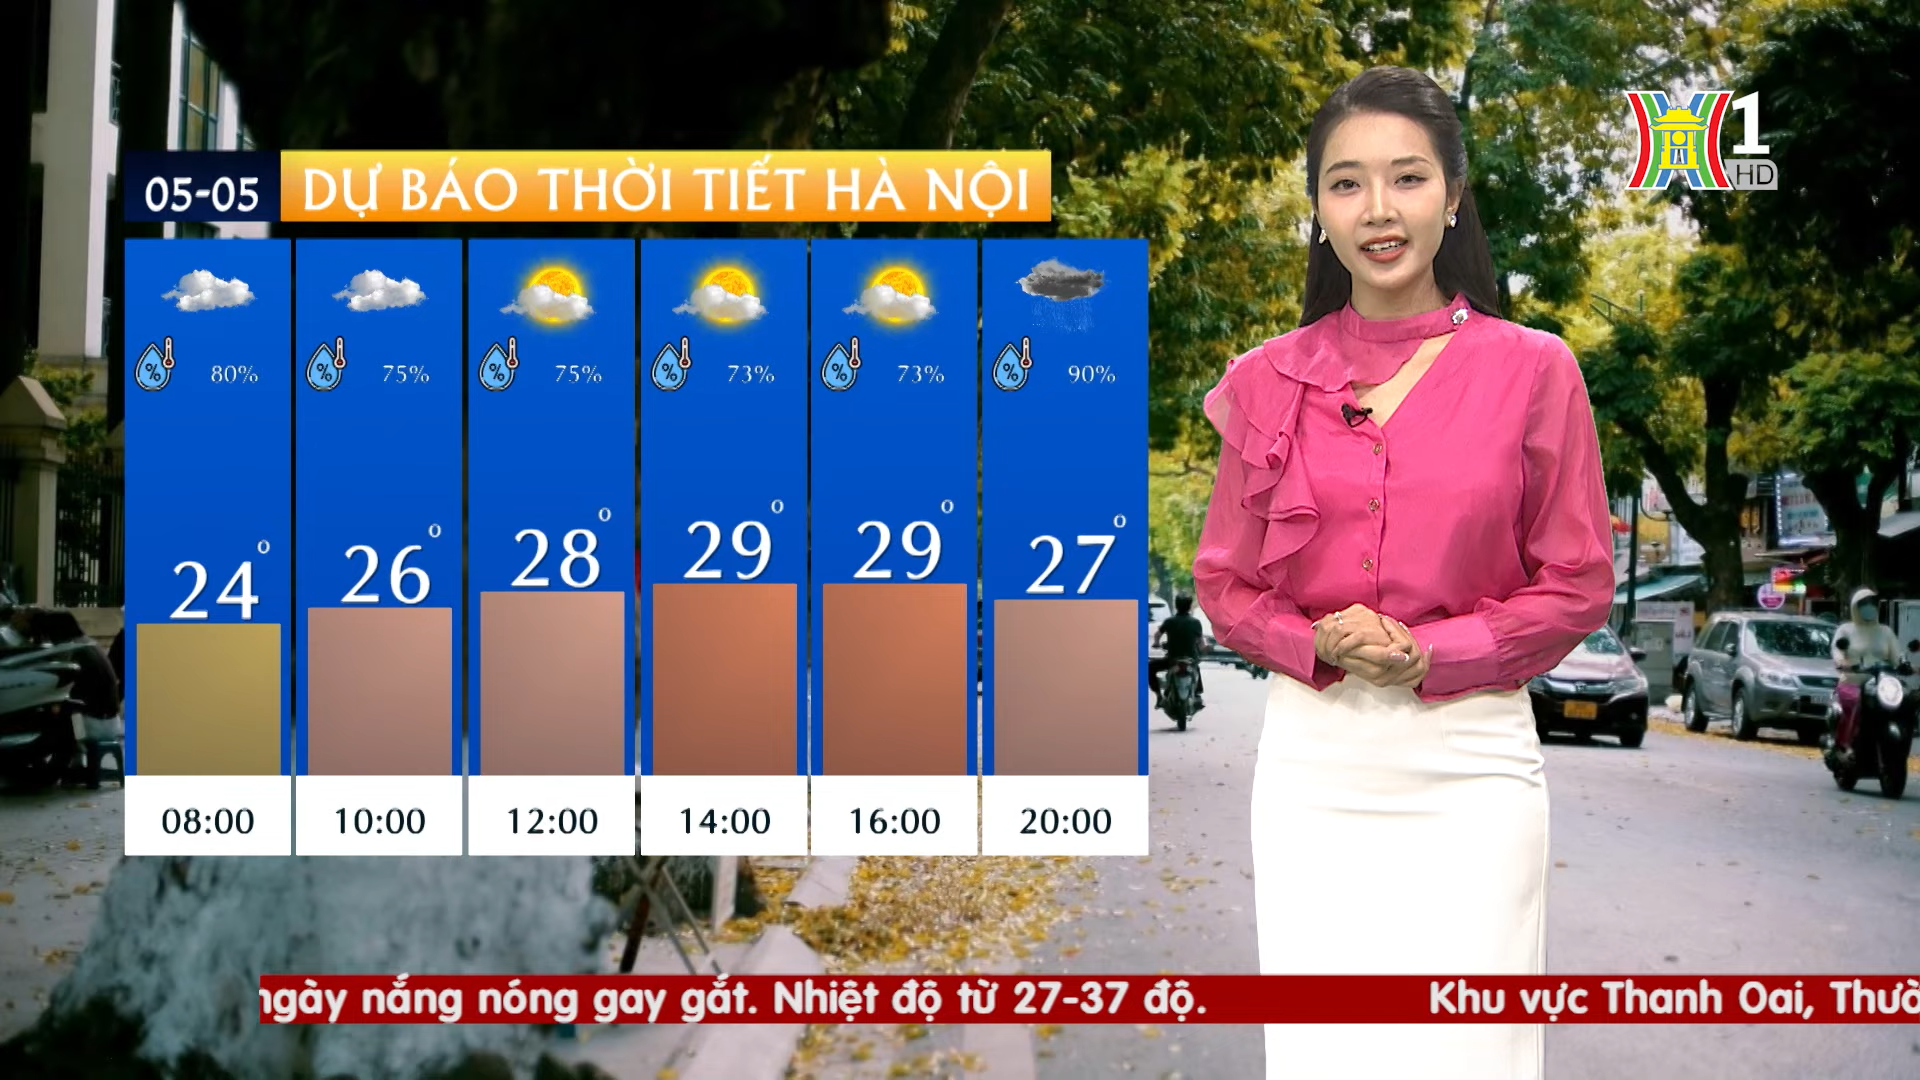 05-05 DỰ BÁO THỜI TIẾT HÀ NỘI
1
HD
80% 75% 75% 73% 73% 90%
24° 26° 28° 29° 29° 27°
08:00 10:00 12:00 14:00 16:00 20:00
ngày nắng nóng gay gắt. Nhiệt độ từ 27-37 độ. Khu vực Thanh Oai, Thườ